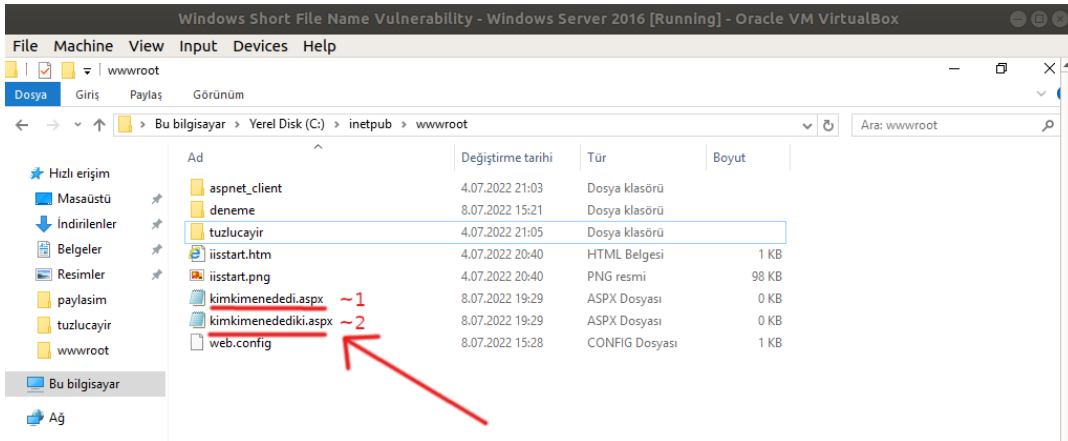 Windows Short File Name Vulnerability - Windows Server 2016 [Running] - Oracle VM VirtualBox
File Machine View Input Devices Help
wwwroot
Dosya Giriş Paylaş Görünüm
Bu bilgisayar > Yerel Disk (C:) > inetpub > wwwroot
Ara: wwwroot
Hızlı erişim
Masaüstü
İndirilenler
Belgeler
Resimler
paylasim
tuzlucayir
wwwroot
Bu bilgisayar
Ağ
Ad Değiştirme tarihi Tür Boyut
aspnet_client 4.07.2022 21:03 Dosya klasörü
deneme 8.07.2022 15:21 Dosya klasörü
tuzlucayir 4.07.2022 21:05 Dosya klasörü
iisstart.htm 4.07.2022 20:40 HTML Belgesi 1 KB
iisstart.png 4.07.2022 20:40 PNG resmi 98 KB
kimkimenededi.aspx ~1 8.07.2022 19:29 ASPX Dosyası 0 KB
kimkimenedediki.aspx ~2 8.07.2022 19:29 ASPX Dosyası 0 KB
web.config 8.07.2022 15:28 CONFIG Dosyası 1 KB